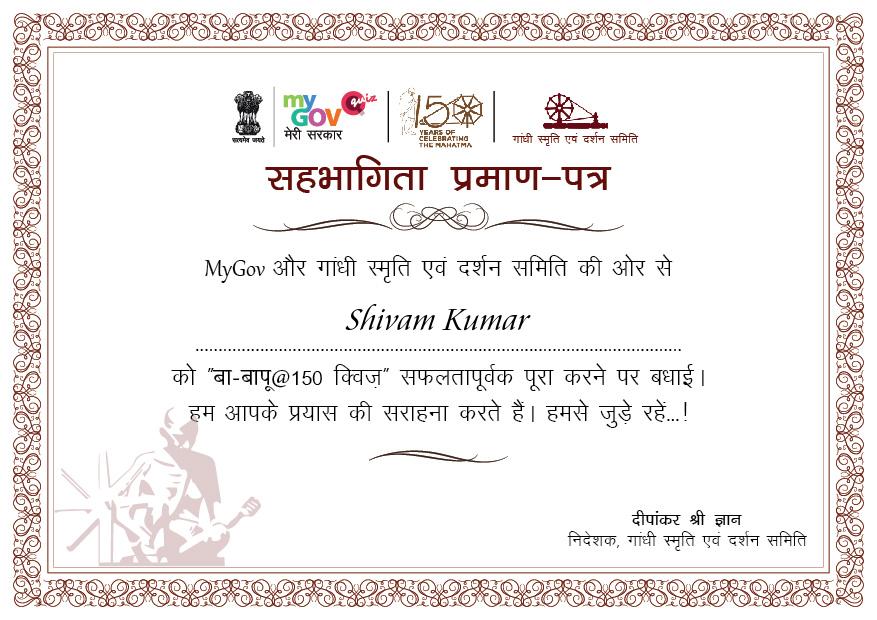 सत्यमेव जयते
my GOV quiz
मेरी सरकार
150
YEARS OF
CELEBRATING
THE MAHATMA
गांधी स्मृति एवं दर्शन समिति
सहभागिता प्रमाण-पत्र
MyGov और गांधी स्मृति एवं दर्शन समिति की ओर से
Shivam Kumar
को "बा-बापू@150 क्विज़" सफलतापूर्वक पूरा करने पर बधाई।
हम आपके प्रयास की सराहना करते हैं। हमसे जुड़े रहें...!
दीपांकर श्री ज्ञान
निदेशक, गांधी स्मृति एवं दर्शन समिति